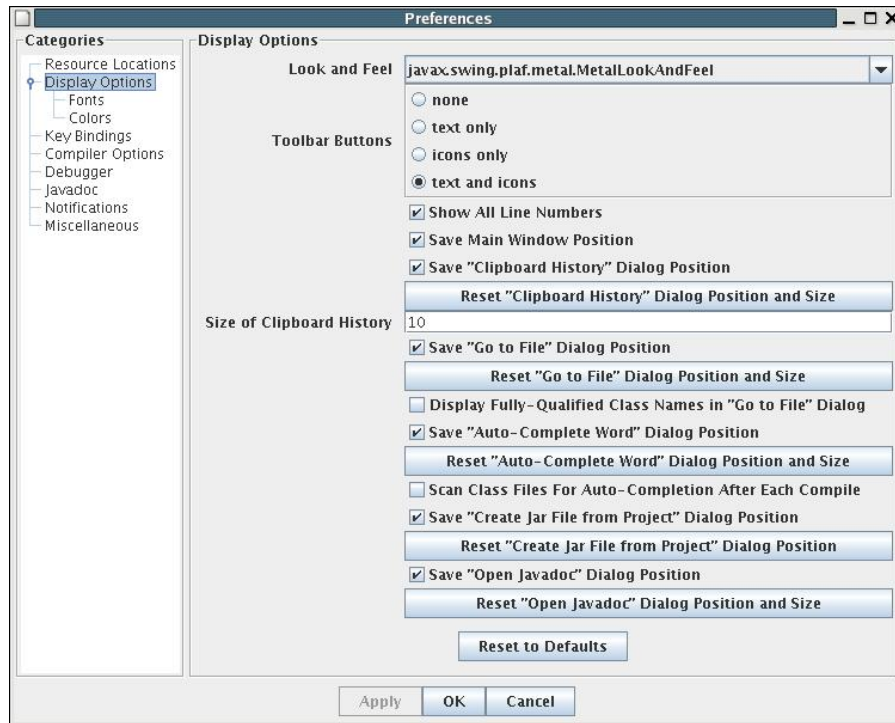 Preferences
Categories
Resource Locations
Display Options
Fonts
Colors
Key Bindings
Compiler Options
Debugger
Javadoc
Notifications
Miscellaneous
Display Options
Look and Feel
javax.swing.plaf.metal.MetalLookAndFeel
Toolbar Buttons
none
text only
icons only
text and icons
Show All Line Numbers
Save Main Window Position
Save "Clipboard History" Dialog Position
Reset "Clipboard History" Dialog Position and Size
Size of Clipboard History
10
Save "Go to File" Dialog Position
Reset "Go to File" Dialog Position and Size
Display Fully-Qualified Class Names in "Go to File" Dialog
Save "Auto-Complete Word" Dialog Position
Reset "Auto-Complete Word" Dialog Position and Size
Scan Class Files For Auto-Completion After Each Compile
Save "Create Jar File from Project" Dialog Position
Reset "Create Jar File from Project" Dialog Position
Save "Open Javadoc" Dialog Position
Reset "Open Javadoc" Dialog Position and Size
Reset to Defaults
Apply
OK
Cancel